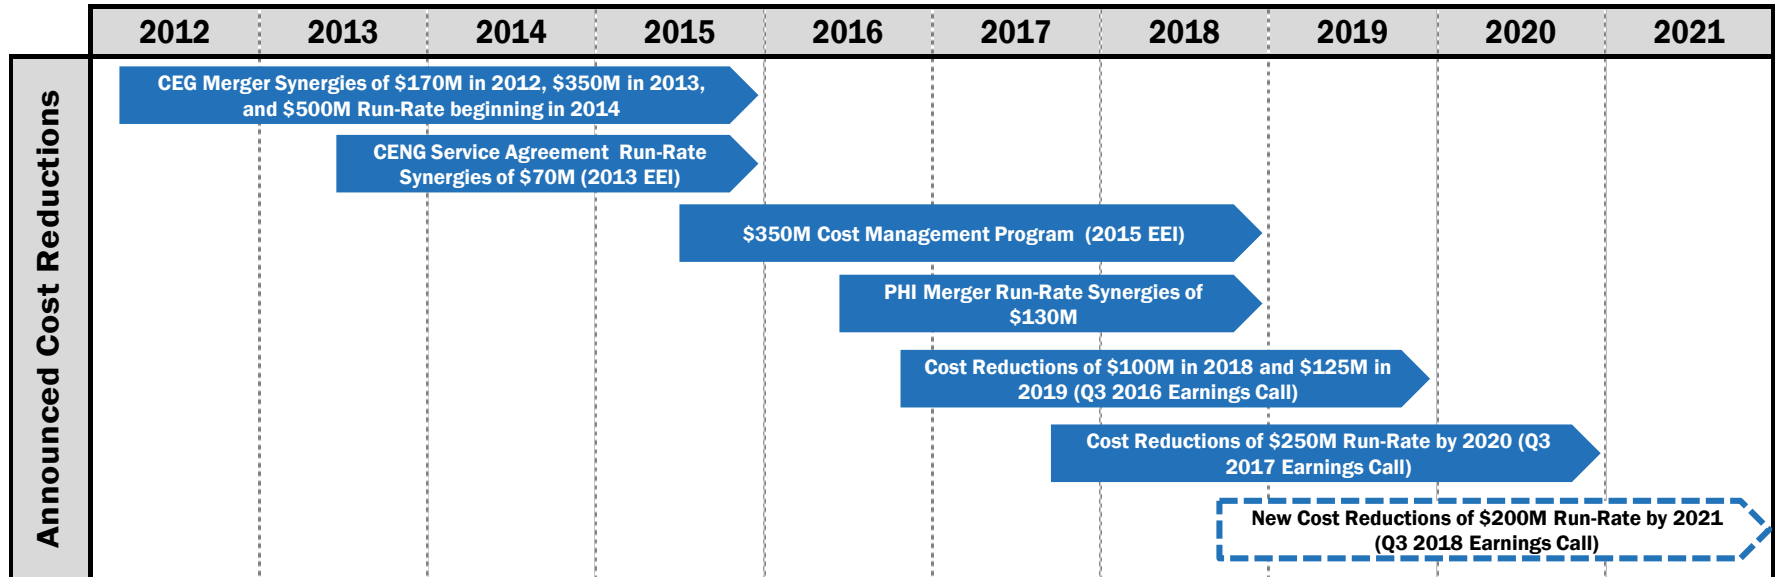 2012 2013 2014 2015 2016 2017 2018 2019 2020 2021
Announced Cost Reductions
CEG Merger Synergies of $170M in 2012, $350M in 2013,
and $500M Run-Rate beginning in 2014
CENG Service Agreement Run-Rate
Synergies of $70M (2013 EEI)
$350M Cost Management Program (2015 EEI)
PHI Merger Run-Rate Synergies of
$130M
Cost Reductions of $100M in 2018 and $125M in
2019 (Q3 2016 Earnings Call)
Cost Reductions of $250M Run-Rate by 2020 (Q3
2017 Earnings Call)
New Cost Reductions of $200M Run-Rate by 2021
(Q3 2018 Earnings Call)